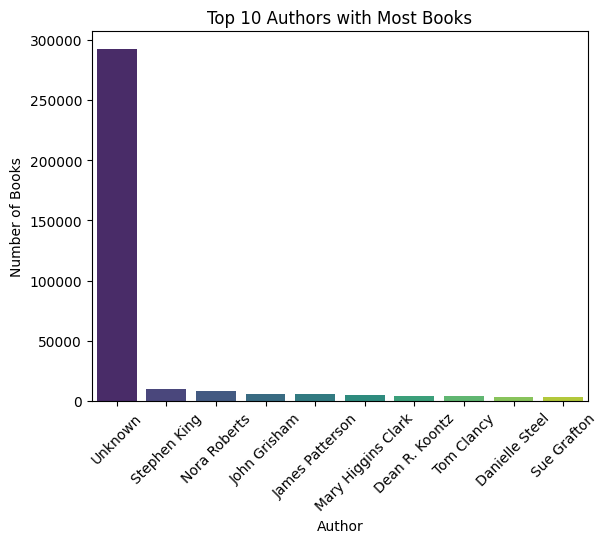 Top 10 Authors with Most Books
Number of Books
300000
250000
200000
150000
100000
50000
0
Unknown
Stephen King
Nora Roberts
John Grisham
James Patterson
Mary Higgins Clark
Dean R. Koontz
Tom Clancy
Danielle Steel
Sue Grafton
Author